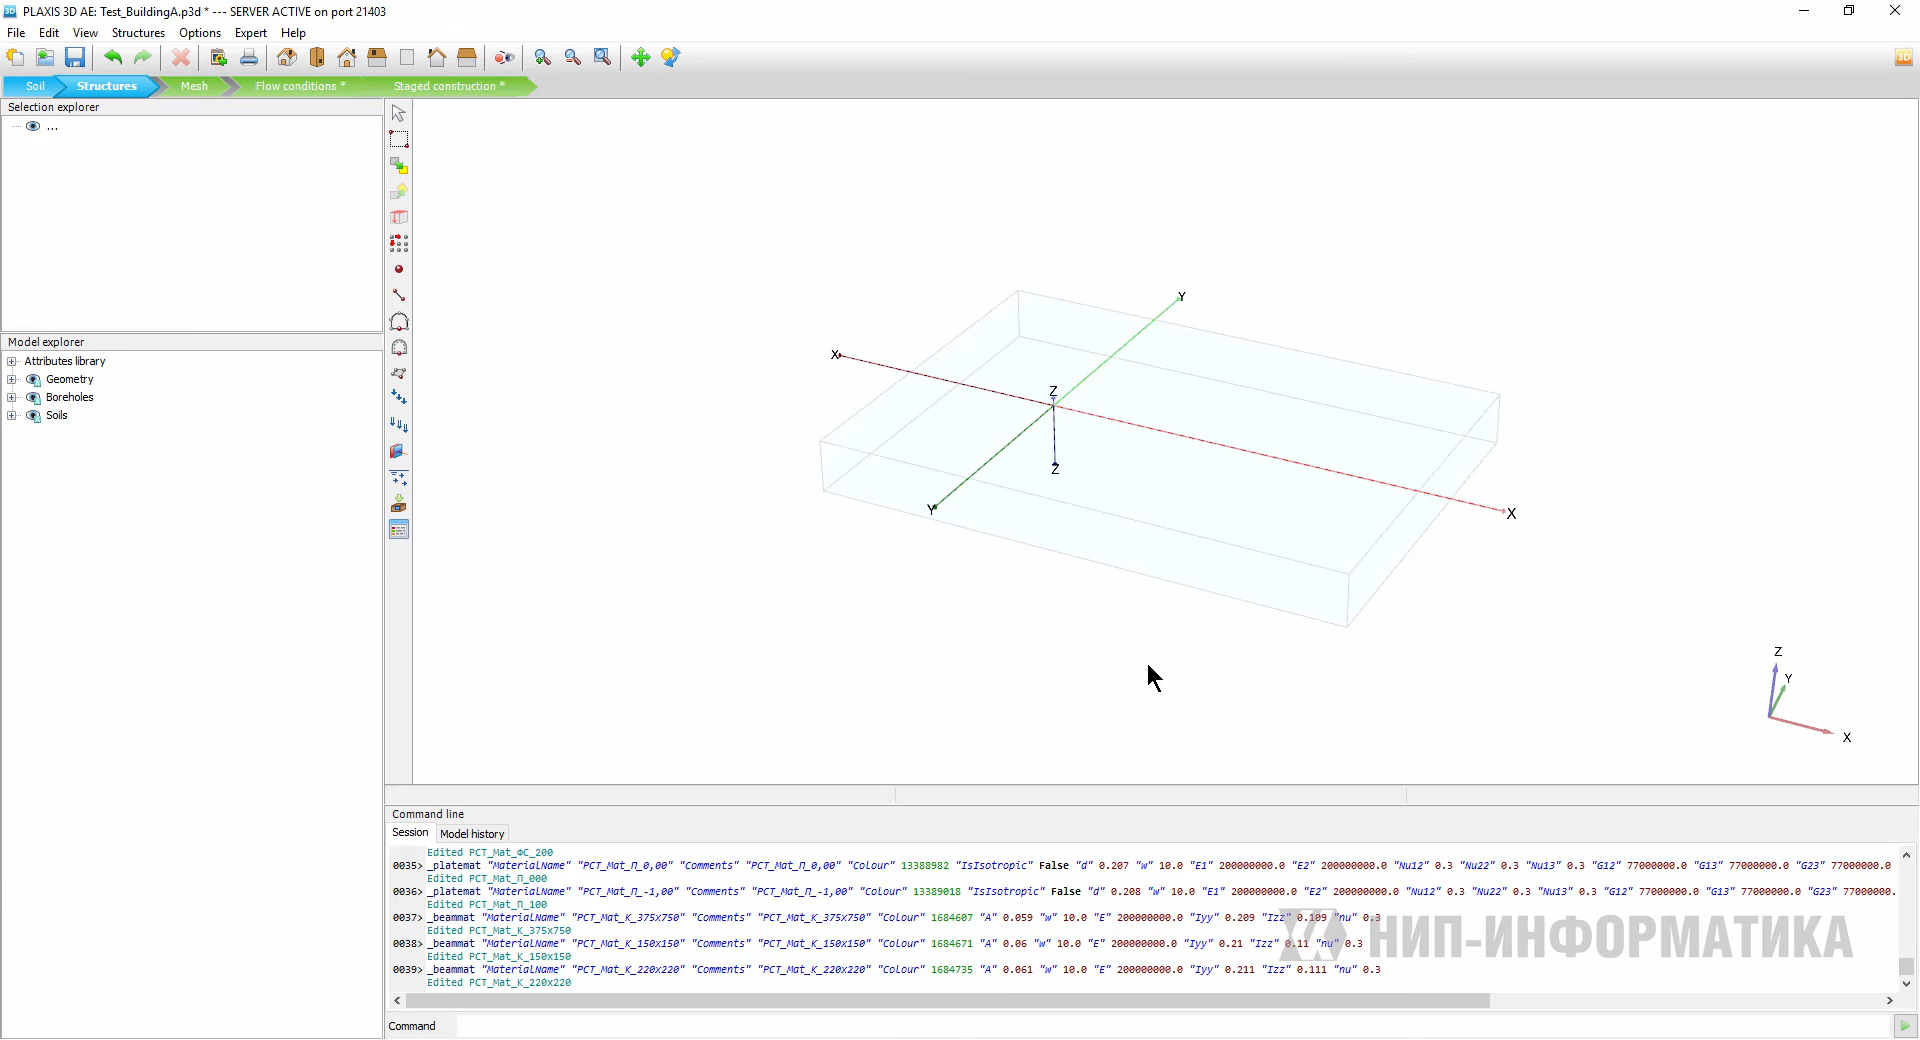 PLAXIS 3D AE: Test_BuildingA.p3d * --- SERVER ACTIVE on port 21403
File Edit View Structures Options Expert Help
3D
Soil Structures Mesh Flow conditions * Staged construction *
Selection explorer
...
Model explorer
Attributes library
Geometry
Boreholes
Soils
Y
X
Z
Z
Y
X
Z
Y
X
Command line
Session Model history
Edited PCT_Mat_ФС_200
0035> _platemat "MaterialName" "PCT_Mat_П_0,00" "Comments" "PCT_Mat_П_0,00" "Colour" 13388982 "IsIsotropic" False "d" 0.207 "w" 10.0 "E1" 200000000.0 "E2" 200000000.0 "Nu12" 0.3 "Nu22" 0.3 "Nu13" 0.3 "G12" 77000000.0 "G13" 77000000.0 "G23" 77000000.0
Edited PCT_Mat_П_000
0036> _platemat "MaterialName" "PCT_Mat_П_-1,00" "Comments" "PCT_Mat_П_-1,00" "Colour" 13389018 "IsIsotropic" False "d" 0.208 "w" 10.0 "E1" 200000000.0 "E2" 200000000.0 "Nu12" 0.3 "Nu22" 0.3 "Nu13" 0.3 "G12" 77000000.0 "G13" 77000000.0 "G23" 77000000.
Edited PCT_Mat_П_100
0037> _beammat "MaterialName" "PCT_Mat_K_375x750" "Comments" "PCT_Mat_K_375x750" "Colour" 1684607 "A" 0.059 "w" 10.0 "E" 200000000.0 "Iyy" 0.209 "Izz" 0.109 "nu" 0.3
Edited PCT_Mat_K_375x750
0038> _beammat "MaterialName" "PCT_Mat_K_150x150" "Comments" "PCT_Mat_K_150x150" "Colour" 1684671 "A" 0.06 "w" 10.0 "E" 200000000.0 "Iyy" 0.21 "Izz" 0.11 "nu" 0.3
Edited PCT_Mat_K_150x150
0039> _beammat "MaterialName" "PCT_Mat_K_220x220" "Comments" "PCT_Mat_K_220x220" "Colour" 1684735 "A" 0.061 "w" 10.0 "E" 200000000.0 "Iyy" 0.211 "Izz" 0.111 "nu" 0.3
Edited PCT_Mat_K_220x220
НИП-ИНФОРМАТИКА
Command